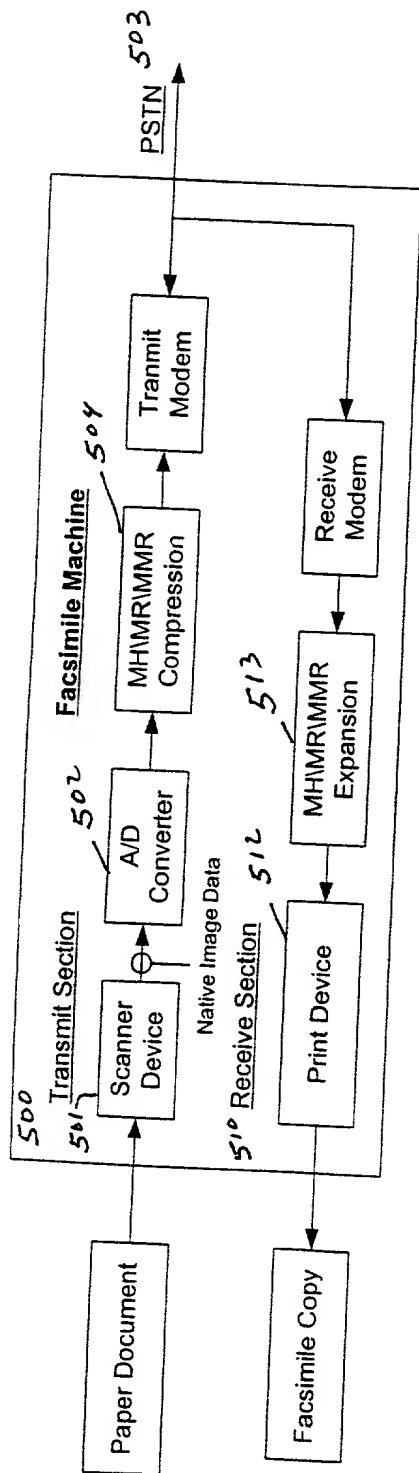 500
Transmit Section
501
Paper Document
Scanner
Device
Native Image Data
502
A/D
Converter
Facsimile Machine
504
MH\MR\MMR
Compression
Tranmit
Modem
PSTN
503
510
Receive Section
Facsimile Copy
512
Print Device
513
MH\MR\MMR
Expansion
Receive
Modem